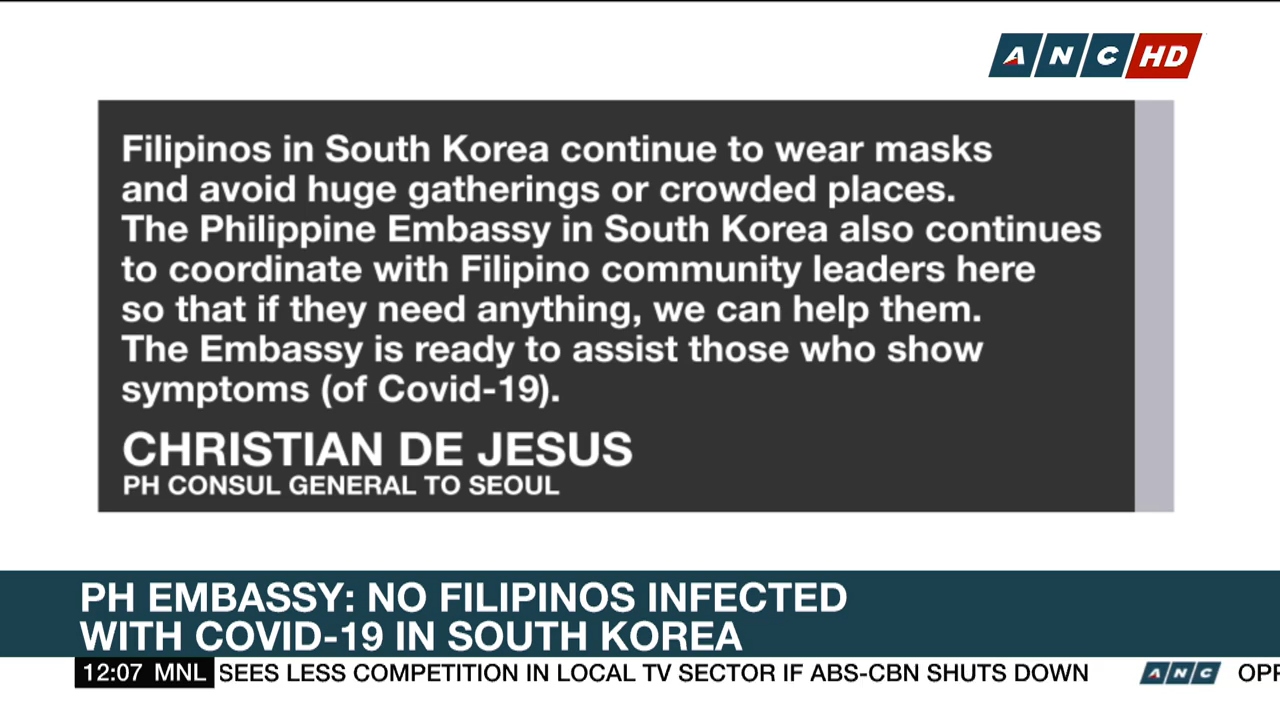 ANC HD
Filipinos in South Korea continue to wear masks
and avoid huge gatherings or crowded places.
The Philippine Embassy in South Korea also continues
to coordinate with Filipino community leaders here
so that if they need anything, we can help them.
The Embassy is ready to assist those who show
symptoms (of Covid-19).
CHRISTIAN DE JESUS
PH CONSUL GENERAL TO SEOUL
PH EMBASSY: NO FILIPINOS INFECTED
WITH COVID-19 IN SOUTH KOREA
12:07 MNL SEES LESS COMPETITION IN LOCAL TV SECTOR IF ABS-CBN SHUTS DOWN ANC